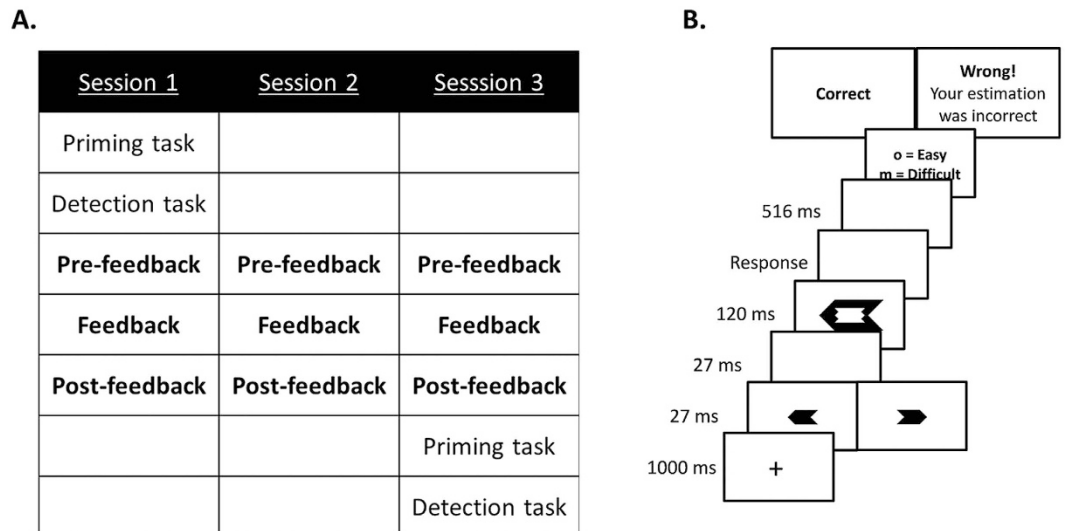 A.
Session 1 Session 2 Sesssion 3
Priming task
Detection task
Pre-feedback Pre-feedback Pre-feedback
Feedback Feedback Feedback
Post-feedback Post-feedback Post-feedback
Priming task
Detection task
B.
Correct
Wrong!
Your estimation
was incorrect
o = Easy
m = Difficult
516 ms
Response
120 ms
27 ms
27 ms
1000 ms
+